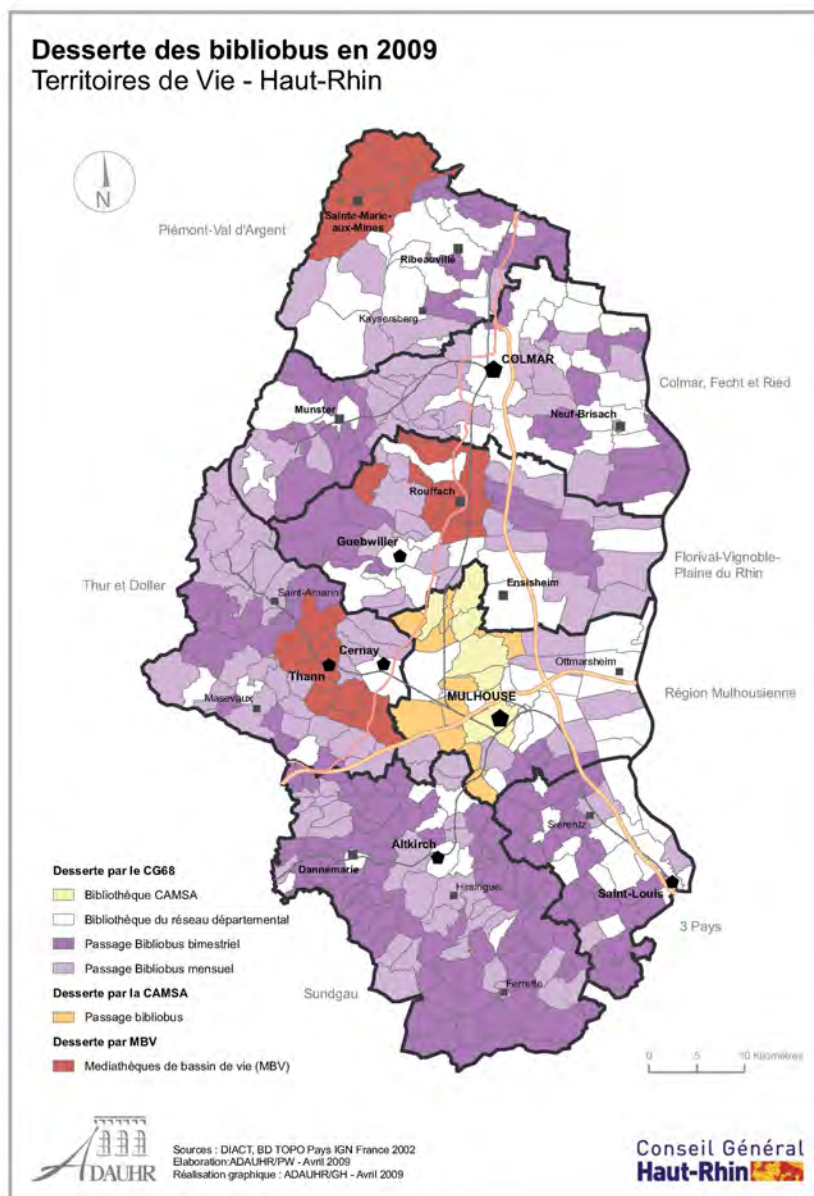 Desserte des bibliobus en 2009
Territoires de Vie - Haut-Rhin
N
Piémont-Val d'Argent
Sainte-Marie-
aux-Mines
Ribeauville
Kaysersberg
COLMAR
Colmar, Fecht et Ried
Munster
Neuf-Brisach
Rouffach
Guebwiller
Florival-Vignoble-
Plaine du Rhin
Ensisheim
Thur et Doller
Saint-Amarin
Cernay
Thann
Ottmarsheim
Masevaux
MULHOUSE
Région Mulhousienne
Sierentz
Altkirch
Dannemarie
Hirsingue
Saint-Louis
3 Pays
Sundgau
Ferrette
Desserte par le CG68
Bibliothèque CAMSA
Bibliothèque du réseau départemental
Passage Bibliobus bimestriel
Passage Bibliobus mensuel
Desserte par la CAMSA
Passage bibliobus
Desserte par MBV
Mediathèques de bassin de vie (MBV)
0 5 10 Kilomètres
ADAUHR
Sources : DIACT, BD TOPO Pays IGN France 2002
Elaboration:ADAUHR/PW - Avril 2009
Réalisation graphique : ADAUHR/GH - Avril 2009
Conseil Général
Haut-Rhin